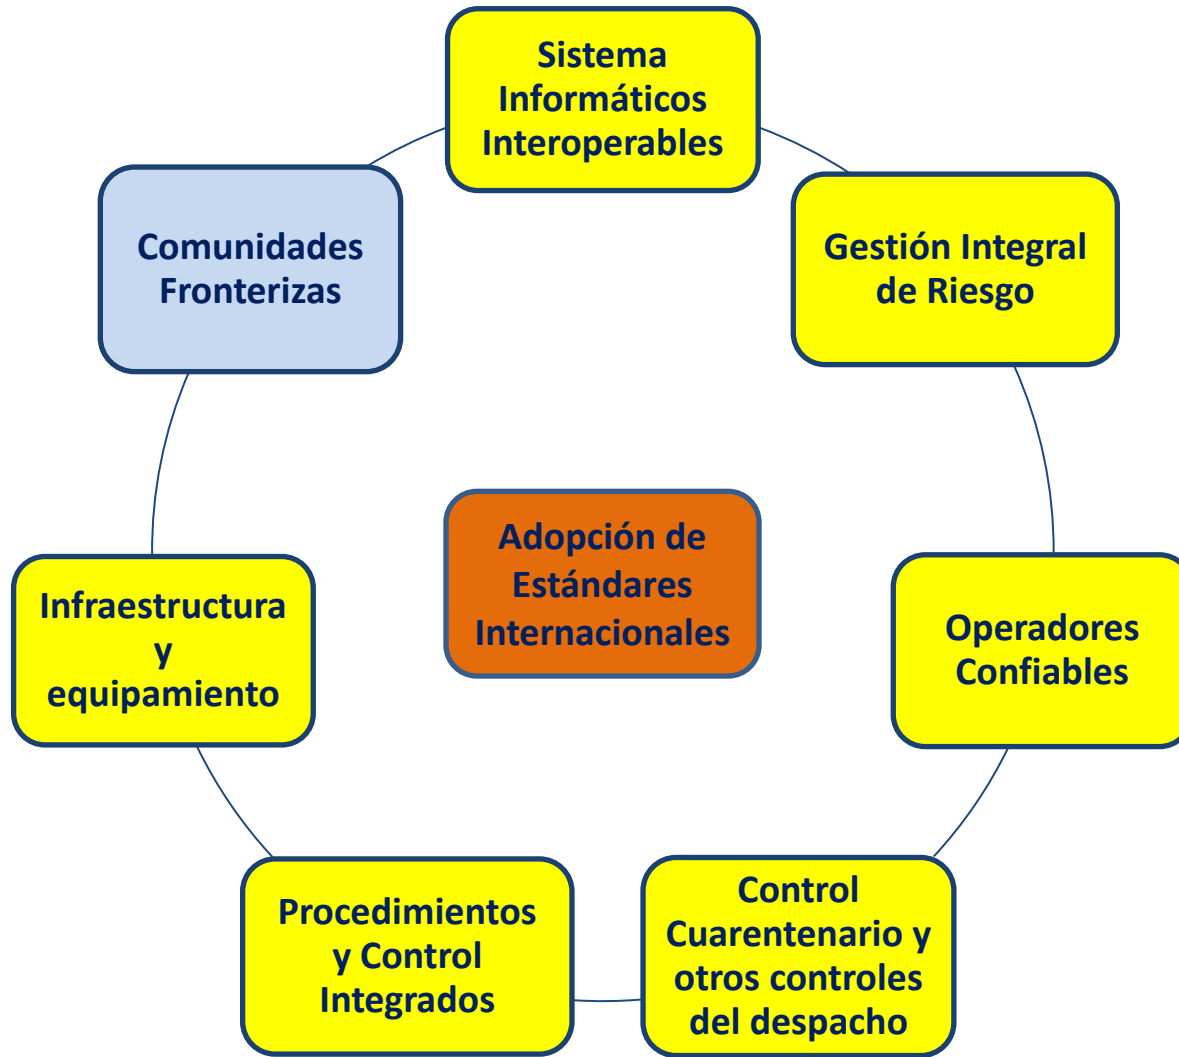 Sistema
Informáticos
Interoperables
Comunidades
Fronterizas
Gestión Integral
de Riesgo
Adopción de
Estándares
Internacionales
Infraestructura
y
equipamiento
Operadores
Confiables
Procedimientos
y Control
Integrados
Control
Cuarentenario y
otros controles
del despacho